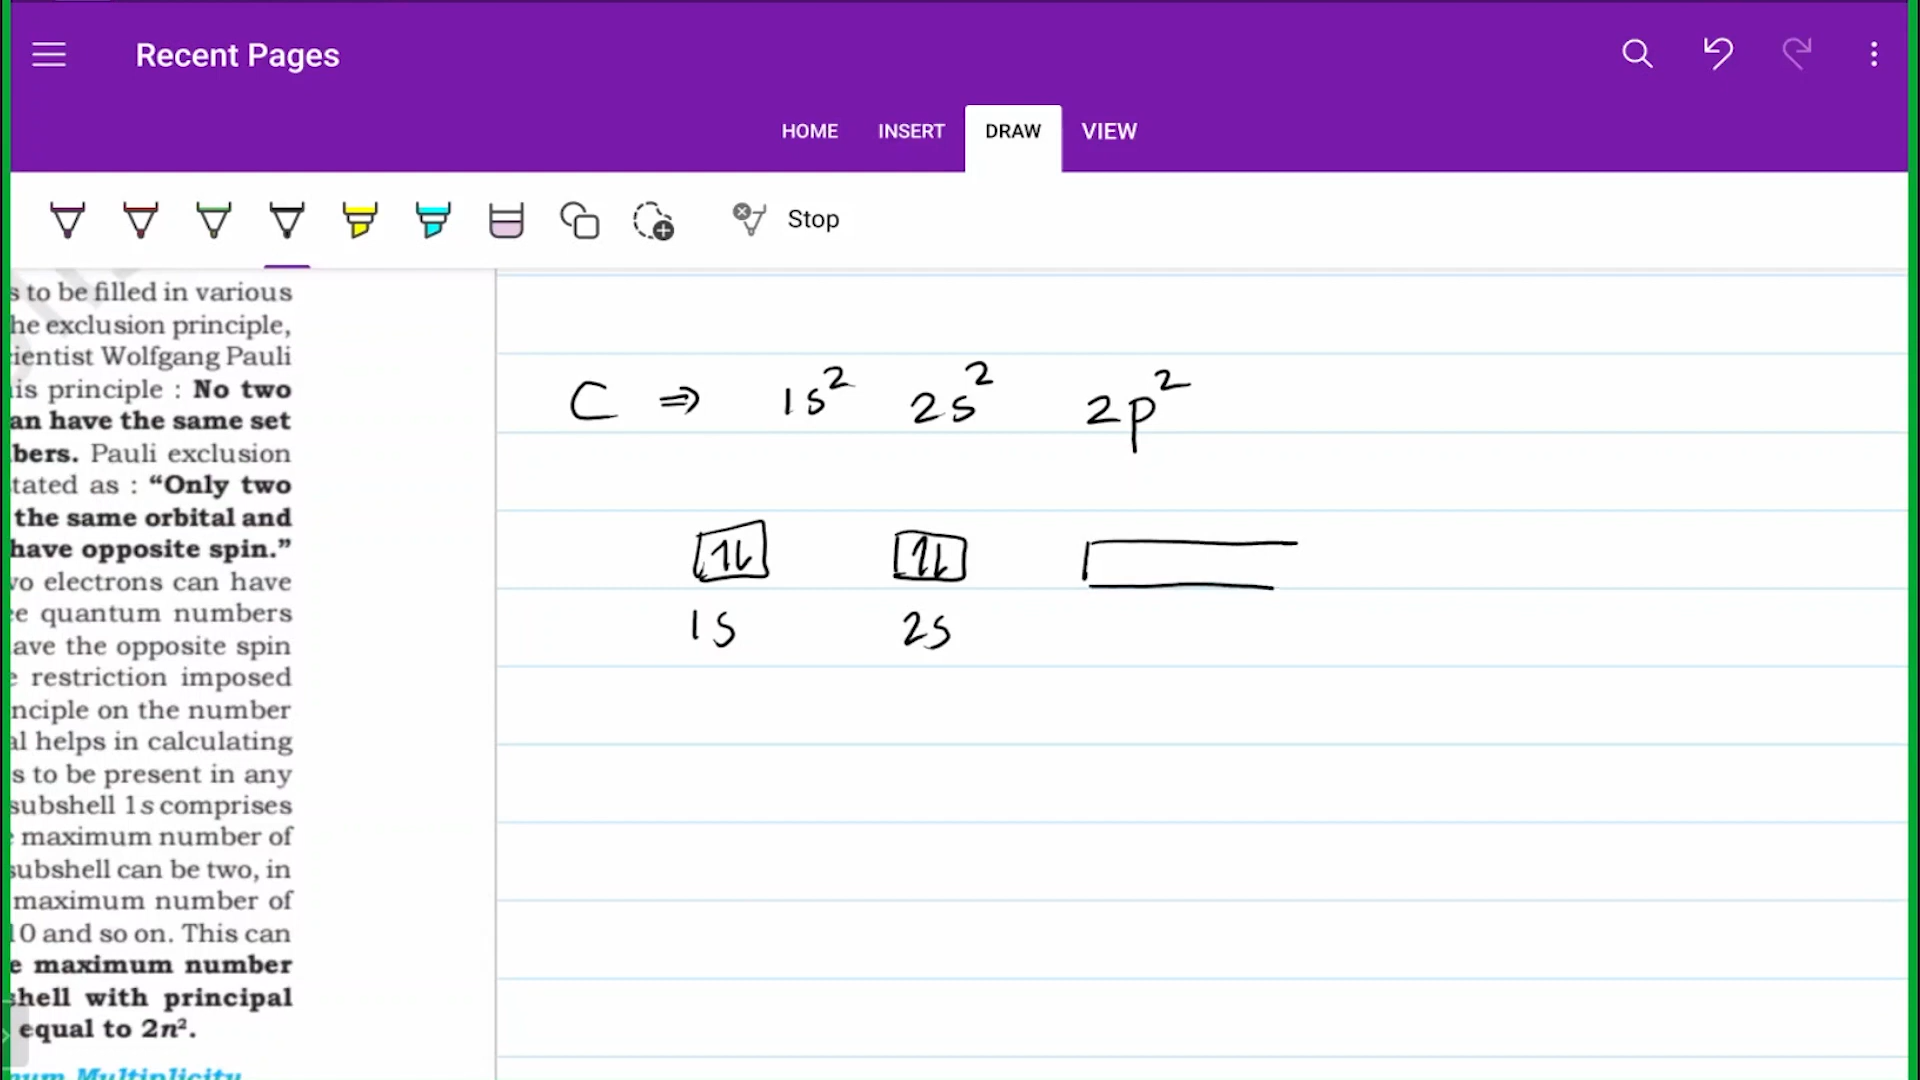 Recent Pages
HOME INSERT DRAW VIEW
Stop
s to be filled in various
he exclusion principle,
ientist Wolfgang Pauli
is principle : No two
an have the same set
bers. Pauli exclusion
tated as : “Only two
the same orbital and
have opposite spin.”
o electrons can have
e quantum numbers
ave the opposite spin
restriction imposed
nciple on the number
al helps in calculating
s to be present in any
subshell 1s comprises
maximum number of
subshell can be two, in
maximum number of
10 and so on. This can
e maximum number
shell with principal
equal to 2n².
num Multiplicity
C ⇒ 1s² 2s² 2p²
1s 2s